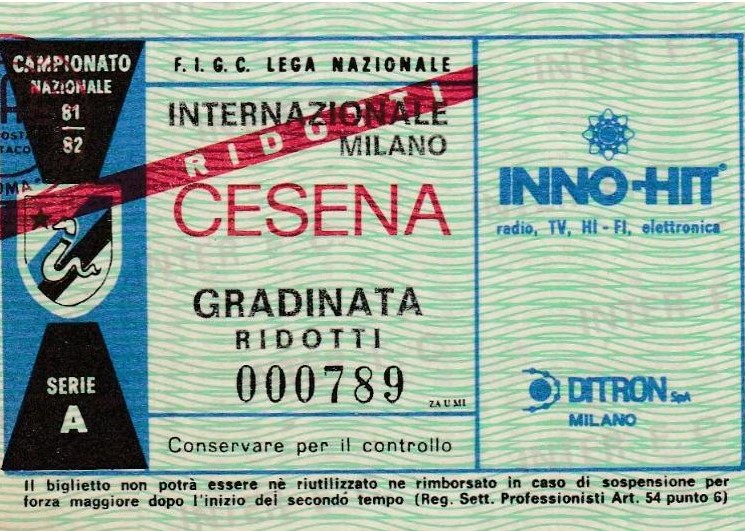 CAMPIONATO
NAZIONALE
81
82
F. I. G. C. LEGA NAZIONALE
INTERNAZIONALE
MILANO
RIDOTTI
CESENA
GRADINATA
RIDOTTI
000789
ZAUMI
Conservare per il controllo
SERIE
A
INNO-HIT
radio, TV, HI-FI, elettronica
DITRON SpA
MILANO
Il biglietto non potrà essere nè riutilizzato ne rimborsato in caso di sospensione per
forza maggiore dopo l'inizio del secondo tempo (Reg. Sett. Professionisti Art. 54 punto 6)